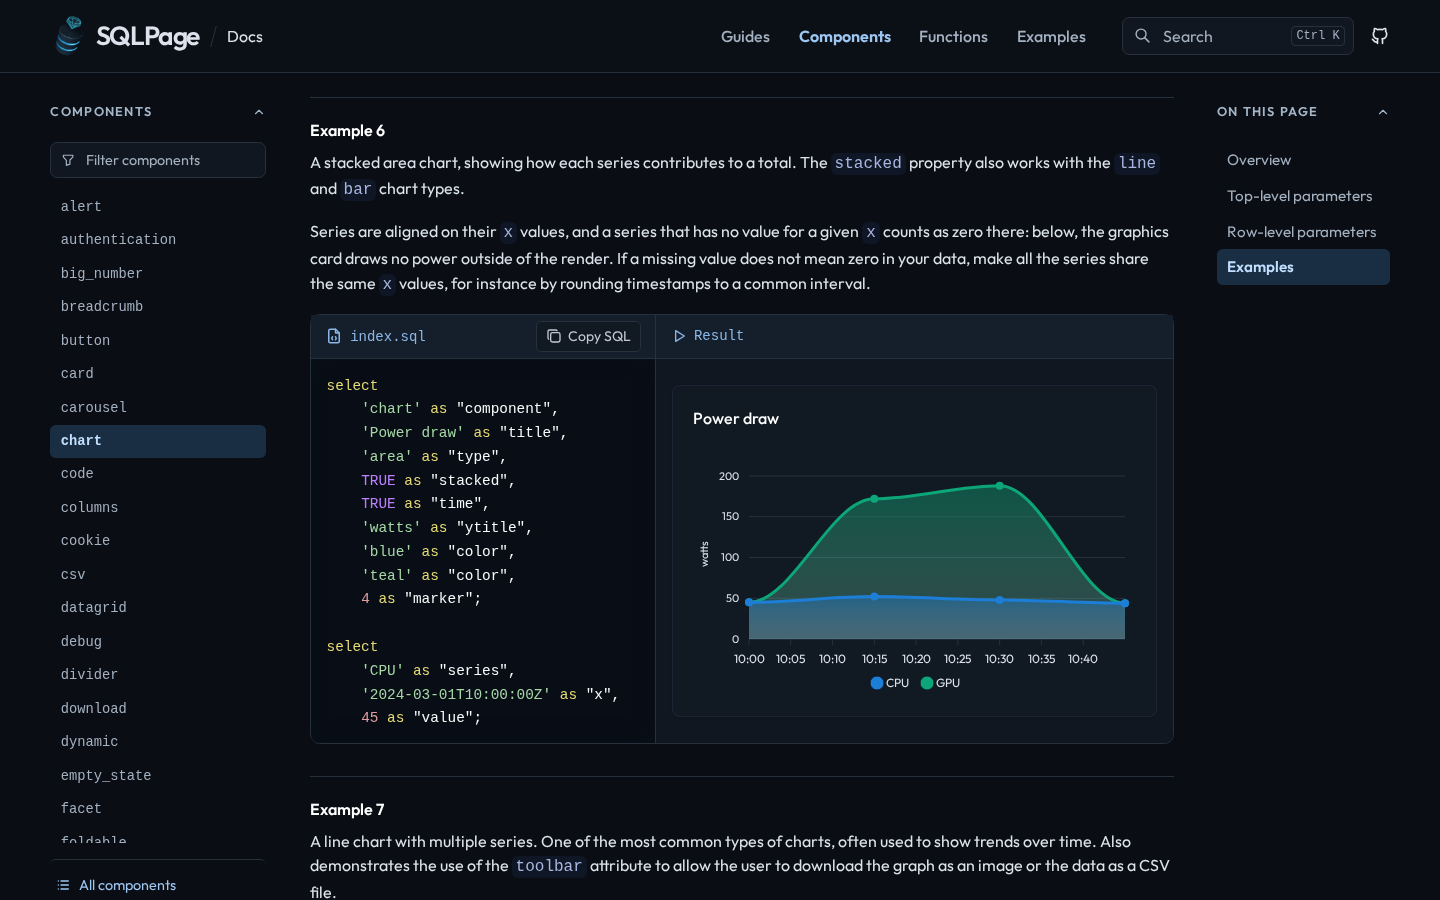 SQLPage / Docs
Guides Components Functions Examples Search Ctrl K
COMPONENTS
Filter components
alert
authentication
big_number
breadcrumb
button
card
carousel
chart
code
columns
cookie
csv
datagrid
debug
divider
download
dynamic
empty_state
facet
foldable
All components
Example 6
A stacked area chart, showing how each series contributes to a total. The stacked property also works with the line
and bar chart types.
Series are aligned on their x values, and a series that has no value for a given x counts as zero there: below, the graphics
card draws no power outside of the render. If a missing value does not mean zero in your data, make all the series share
the same x values, for instance by rounding timestamps to a common interval.
index.sql Copy SQL
select
'chart' as "component",
'Power draw' as "title",
'area' as "type",
TRUE as "stacked",
TRUE as "time",
'watts' as "ytitle",
'blue' as "color",
'teal' as "color",
4 as "marker";
select
'CPU' as "series",
'2024-03-01T10:00:00Z' as "x",
45 as "value";
Result
Power draw
watts
200
150
100
50
0
10:00 10:05 10:10 10:15 10:20 10:25 10:30 10:35 10:40
CPU GPU
Example 7
A line chart with multiple series. One of the most common types of charts, often used to show trends over time. Also
demonstrates the use of the toolbar attribute to allow the user to download the graph as an image or the data as a CSV
file.
ON THIS PAGE
Overview
Top-level parameters
Row-level parameters
Examples